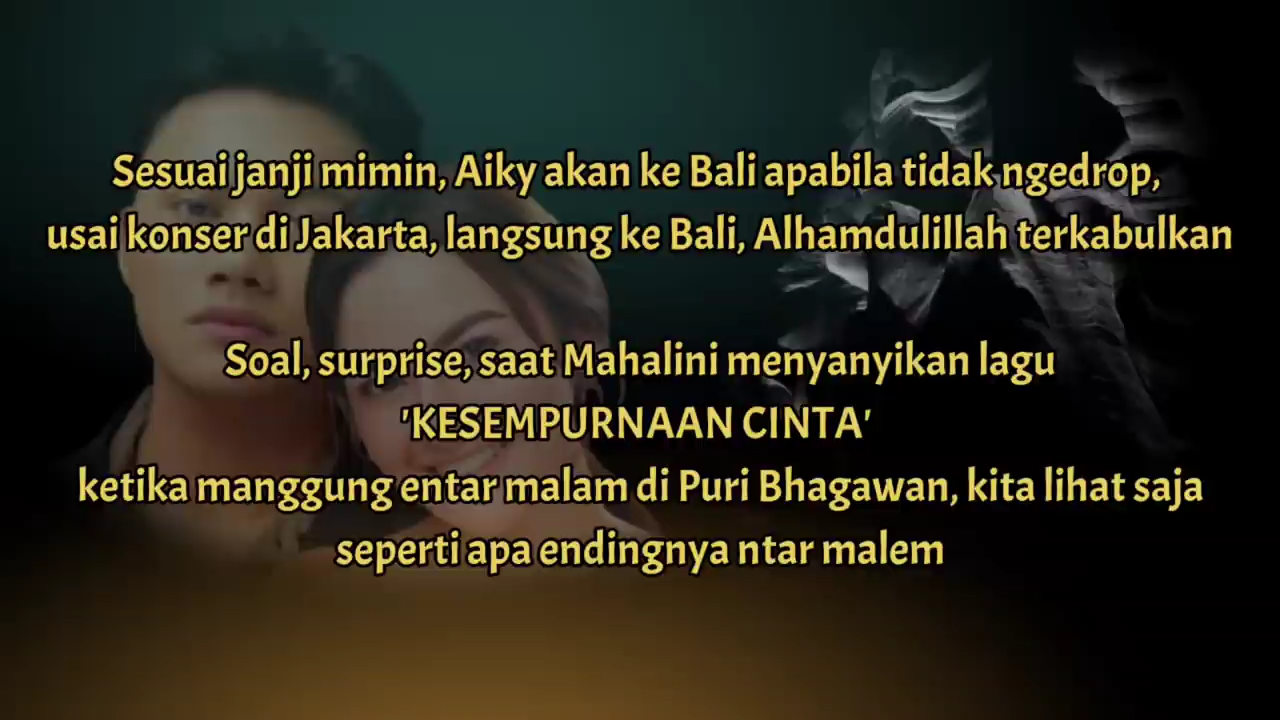 Sesuai janji mimin, Aiky akan ke Bali apabila tidak ngedrop,
usai konser di Jakarta, langsung ke Bali, Alhamdulillah terkabulkan
Soal, surprise, saat Mahalini menyanyikan lagu
'KESEMPURNAAN CINTA'
ketika manggung entar malam di Puri Bhagawan, kita lihat saja
seperti apa endingnya ntar malem